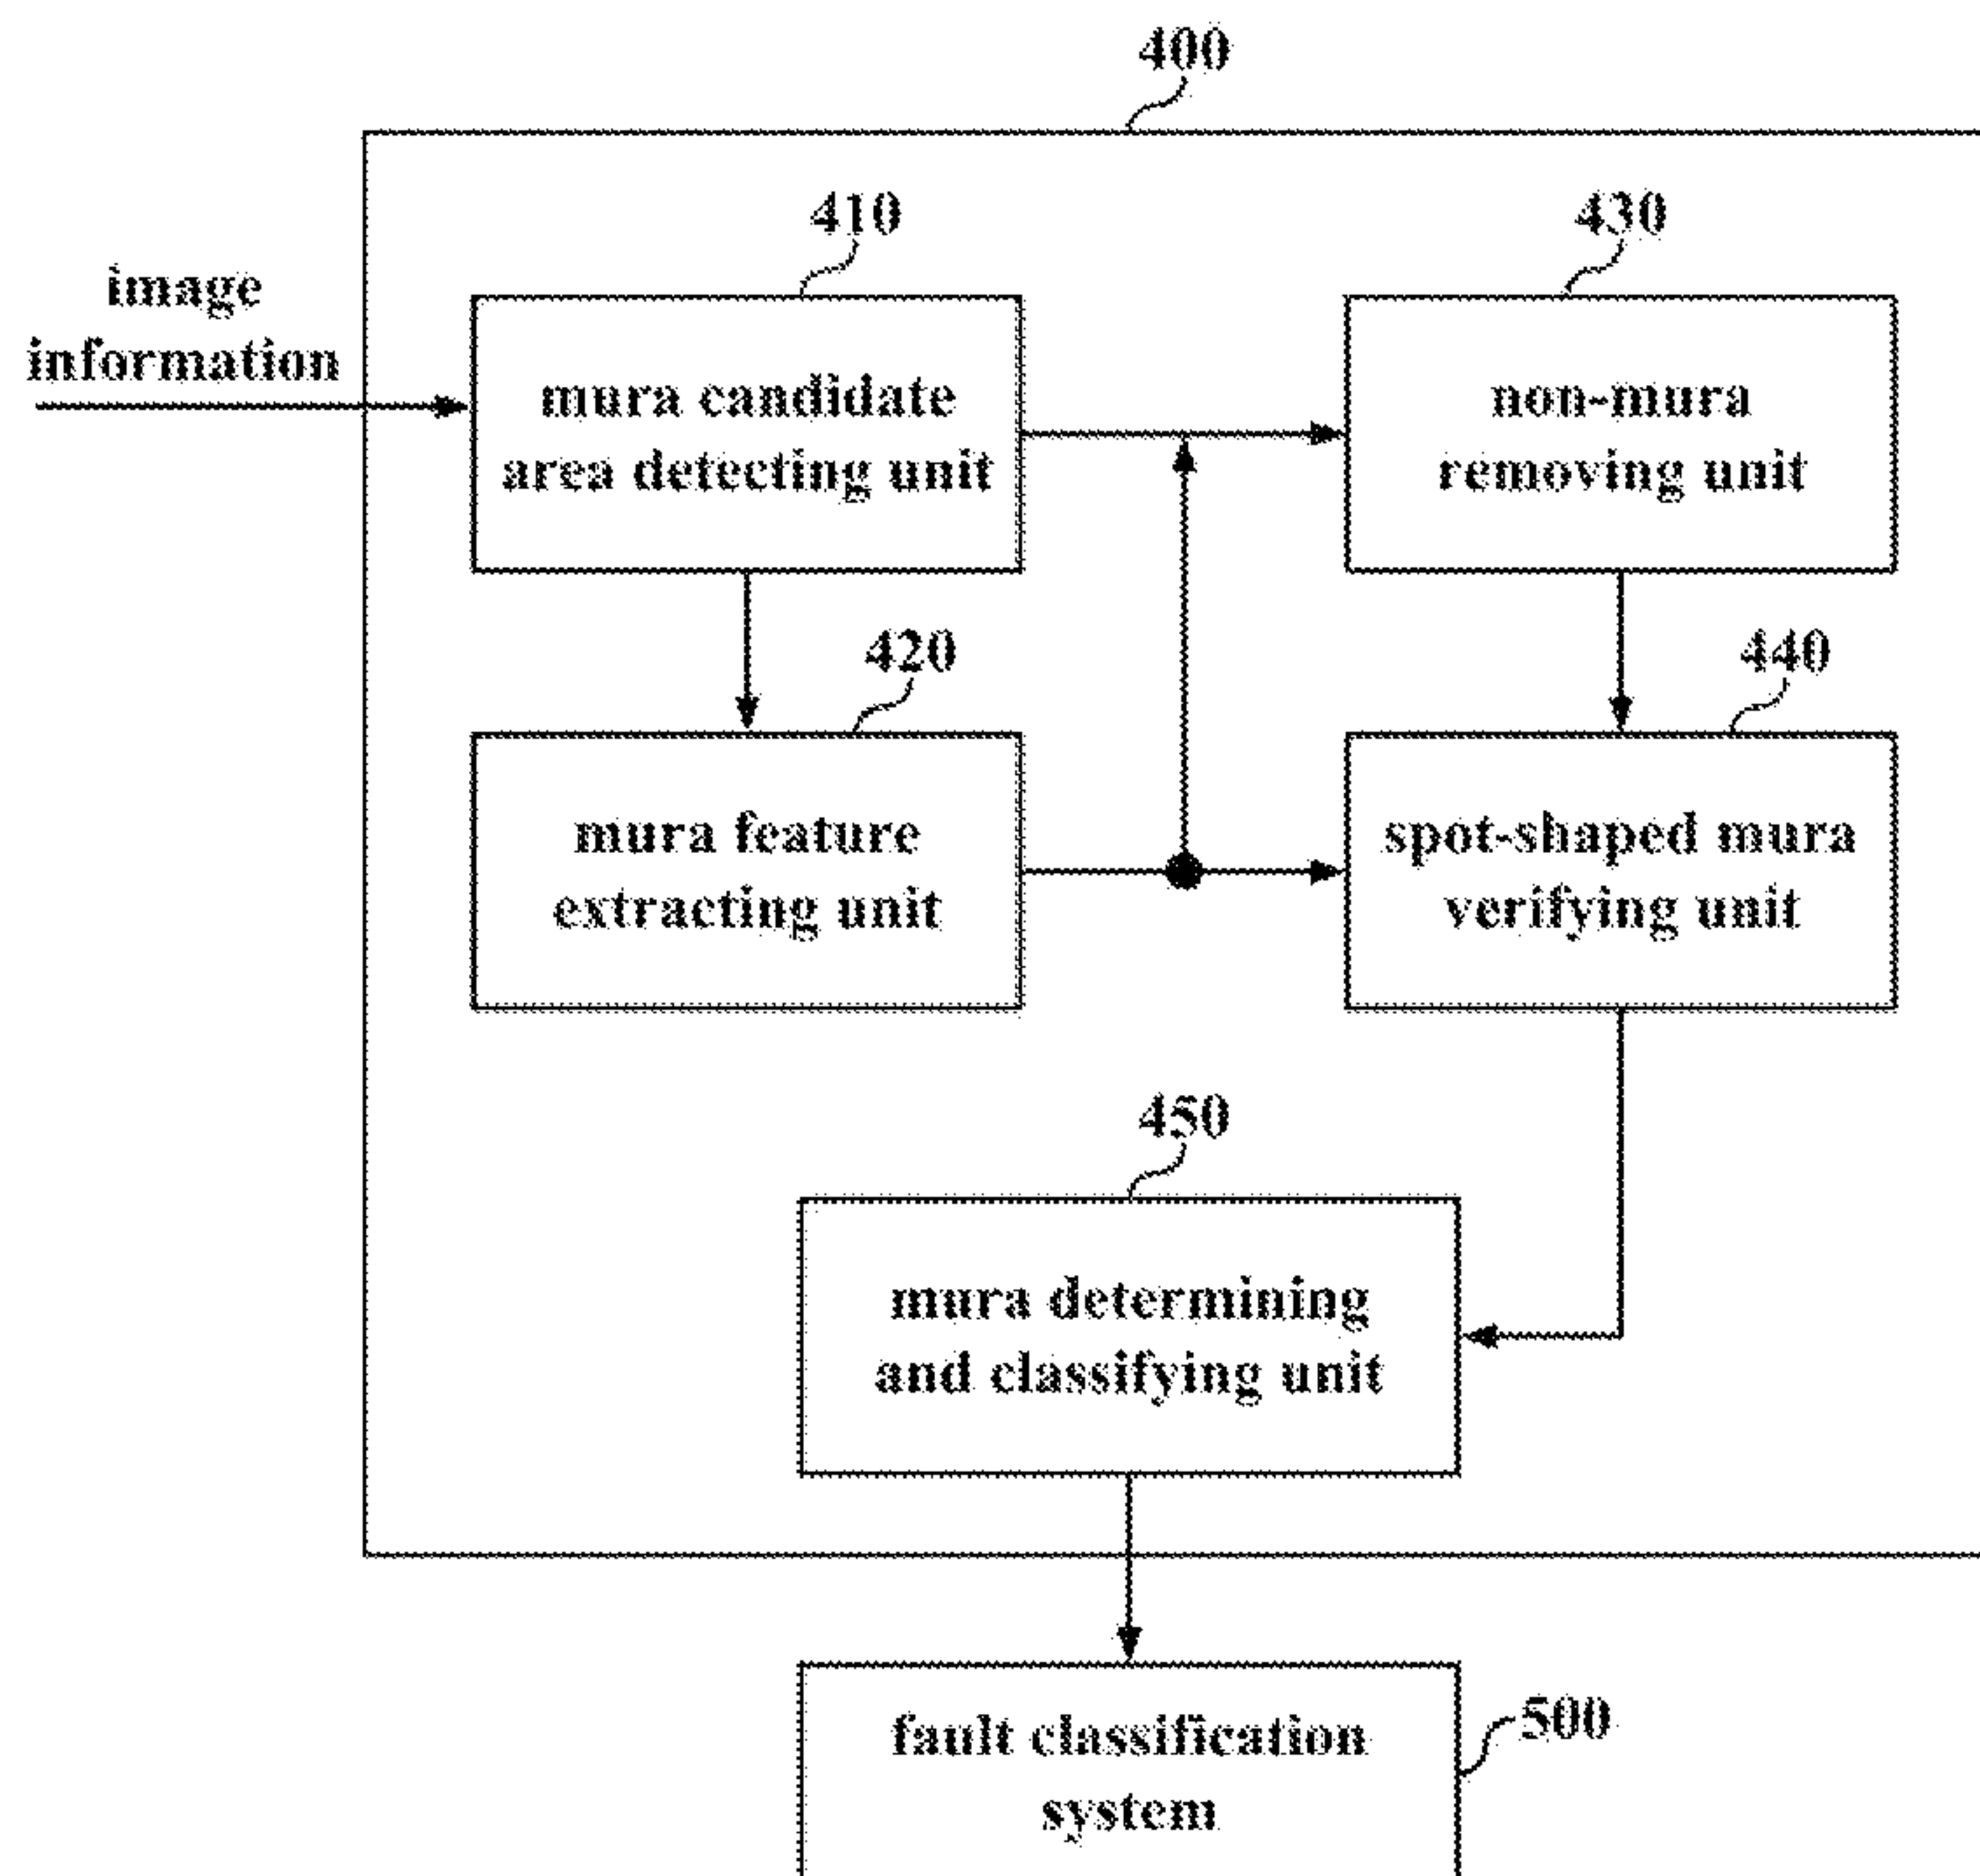 400
410
430
image
information
mura candidate
area detecting unit
non-mura
removing unit
420
440
mura feature
extracting unit
spot-shaped mura
verifying unit
450
mura determining
and classifying unit
fault classification
system
500